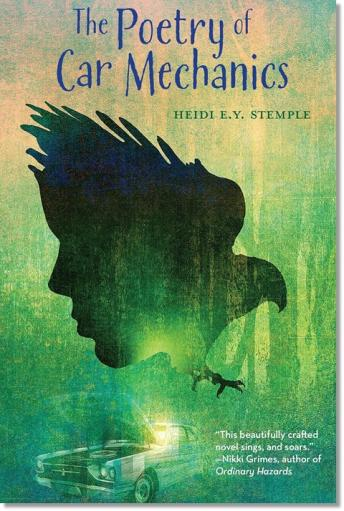 The Poetry of
Car Mechanics
HEIDI E.Y. STEMPLE
“This beautifully crafted
novel sings, and soars.”
—Nikki Grimes, author of
Ordinary Hazards